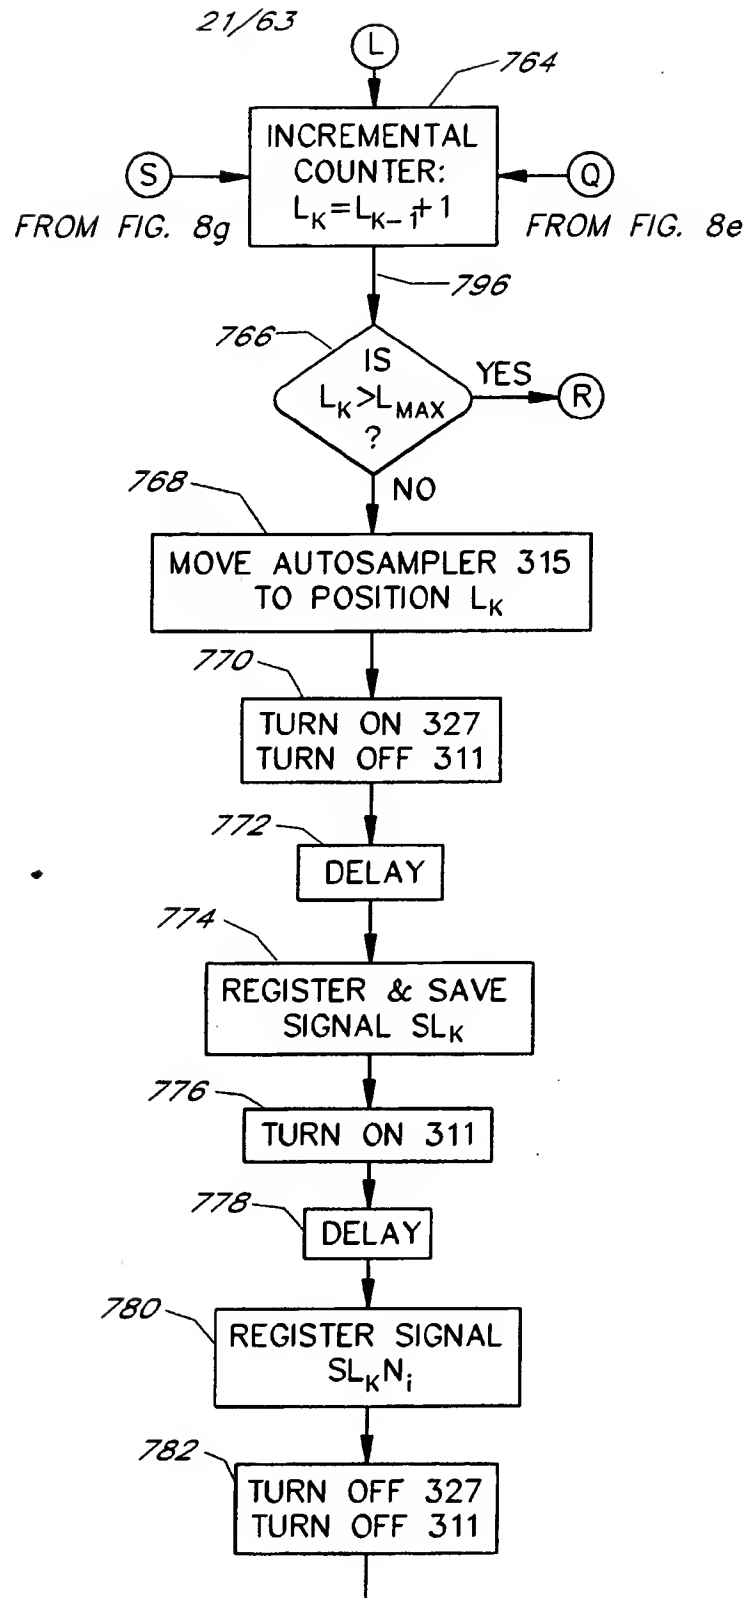 21/63
L
764
INCREMENTAL
COUNTER:
L_K=L_{K-1}+1
S
Q
FROM FIG. 8g
FROM FIG. 8e
796
766
IS
L_K>L_{MAX}
?
YES
R
NO
768
MOVE AUTOSAMPLER 315
TO POSITION L_K
770
TURN ON 327
TURN OFF 311
772
DELAY
774
REGISTER & SAVE
SIGNAL SL_K
776
TURN ON 311
778
DELAY
780
REGISTER SIGNAL
SL_KN_i
782
TURN OFF 327
TURN OFF 311